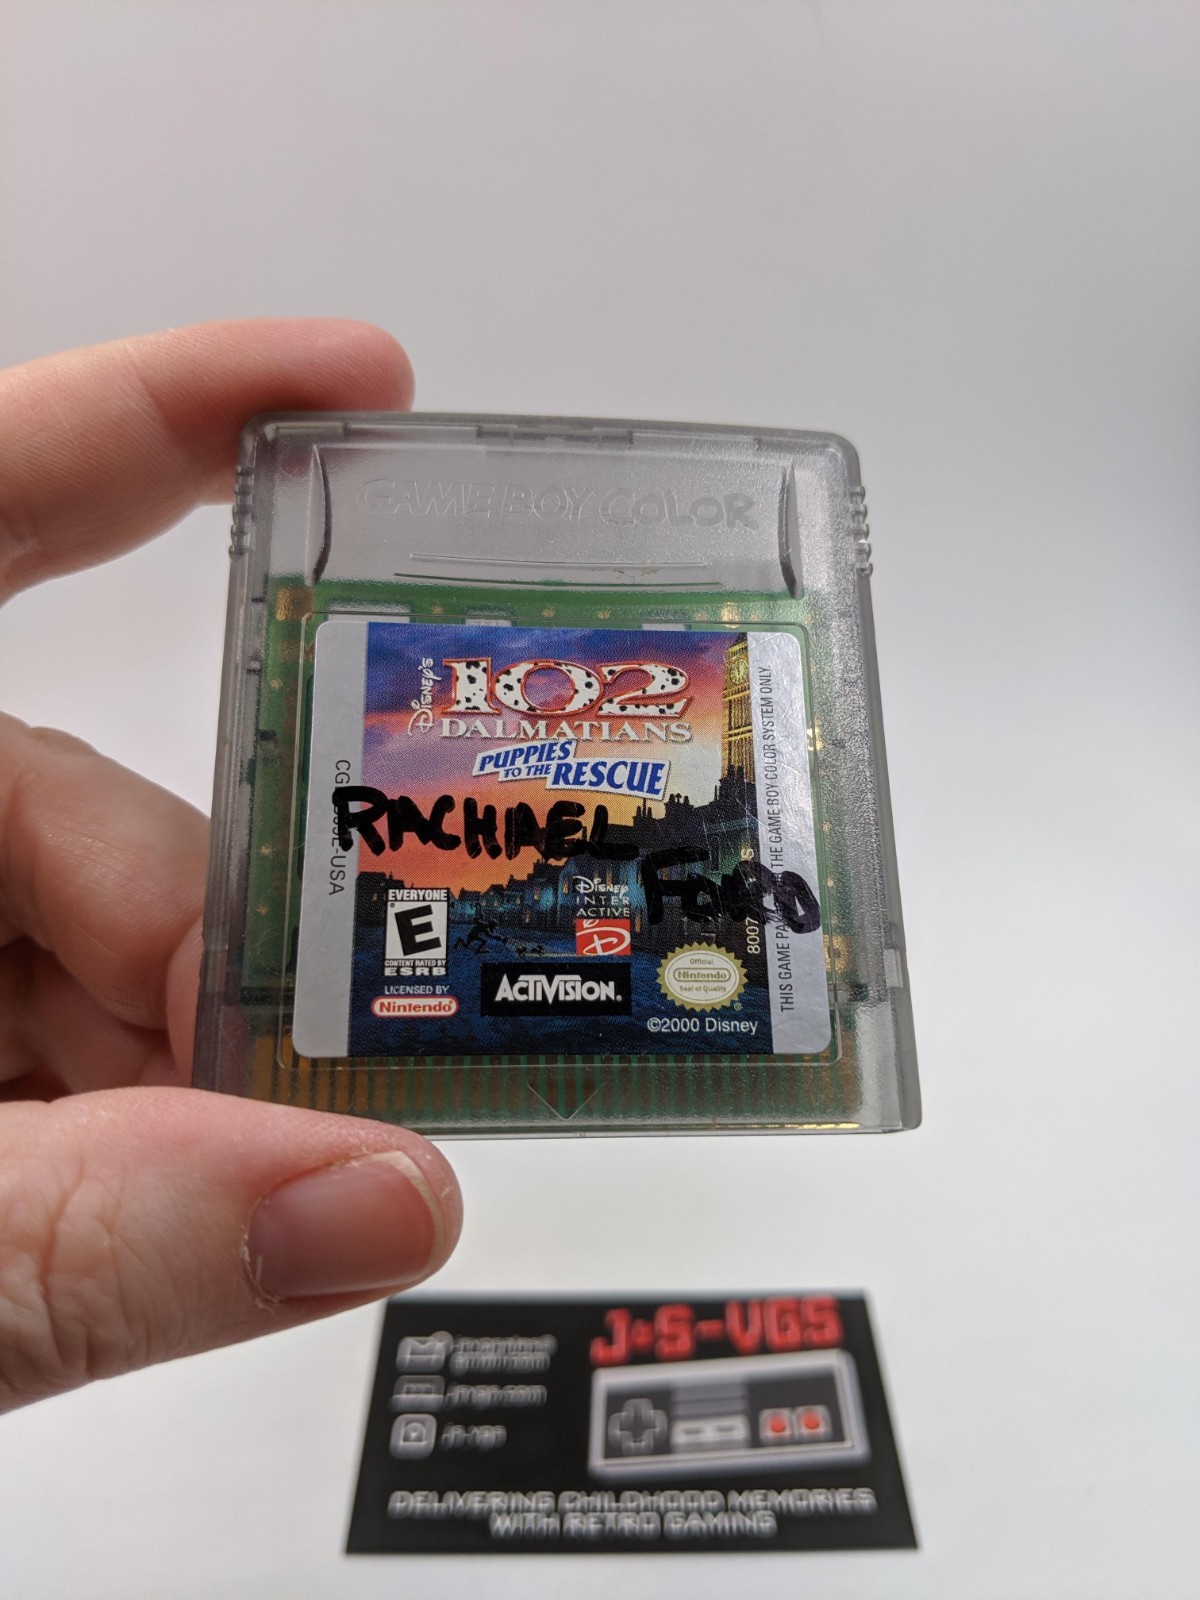 GAME BOY COLOR
Disney's
102
DALMATIANS
PUPPIES
TO THE RESCUE
RACHAEL
EVERYONE
E
CONTENT RATED BY
ESRB
LICENSED BY
Nintendo
Disney
INTER
ACTIVE
D
ACTIVISION.
Official
Nintendo
Seal of Quality
©2000 Disney
-USA
8007
THIS GAME PA THE GAME BOY COLOR SYSTEM ONLY
J+S-VGS
DELIVERING CHILDHOOD MEMORIES
WITH RETRO GAMING